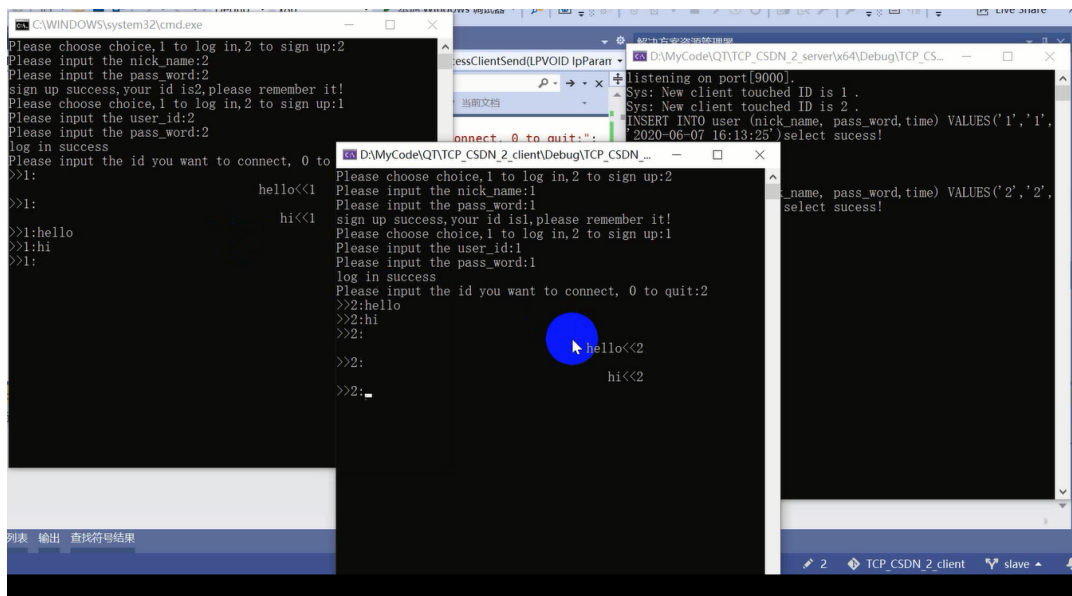 C:\WINDOWS\system32\cmd.exe
Please choose choice,1 to log in,2 to sign up:2
Please input the nick_name:2
Please input the pass_word:2
sign up success,your id is2,please remember it!
Please choose choice,1 to log in,2 to sign up:1
Please input the user_id:2
Please input the pass_word:2
log in success
Please input the id you want to connect, 0 to
>>1:
hello<<1
>>1:
hi<<1
>>1:hello
>>1:hi
>>1:
Live Share
解决方案资源管理器
essClientSend(LPVOID lpParam
当前文档
onnect, 0 to quit:";
D:\MyCode\QT\TCP_CSDN_2_server\x64\Debug\TCP_CS...
listening on port[9000].
Sys: New client touched ID is 1 .
Sys: New client touched ID is 2 .
INSERT INTO user (nick_name, pass_word,time) VALUES('1','1',
'2020-06-07 16:13:25')select sucess!
_name, pass_word,time) VALUES('2','2',
select sucess!
D:\MyCode\QT\TCP_CSDN_2_client\Debug\TCP_CSDN_...
Please choose choice,1 to log in,2 to sign up:2
Please input the nick_name:1
Please input the pass_word:1
sign up success,your id is1,please remember it!
Please choose choice,1 to log in,2 to sign up:1
Please input the user_id:1
Please input the pass_word:1
log in success
Please input the id you want to connect, 0 to quit:2
>>2:hello
>>2:hi
>>2:
hello<<2
>>2:
hi<<2
>>2:
列表 输出 查找符号结果
2 TCP_CSDN_2_client slave